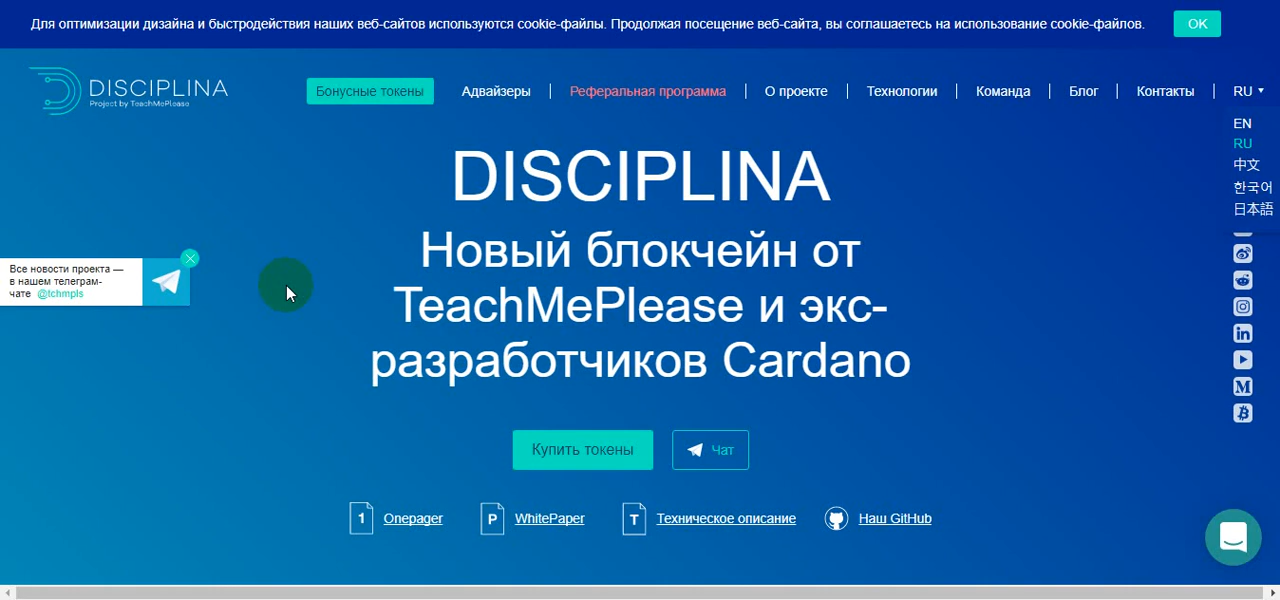 Для оптимизации дизайна и быстродействия наших веб-сайтов используются cookie-файлы. Продолжая посещение веб-сайта, вы соглашаетесь на использование cookie-файлов.
OK
DISCIPLINA
Project by TeachMePlease
Бонусные токены
Адвайзеры
Реферальная программа
О проекте
Технологии
Команда
Блог
Контакты
RU
EN
RU
中文
한국어
日本語
DISCIPLINA
Новый блокчейн от
TeachMePlease и экс-
разработчиков Cardano
Все новости проекта —
в нашем телеграм-
чате @tchmpls
Купить токены
Чат
1 Onepager
P WhitePaper
T Техническое описание
Наш GitHub